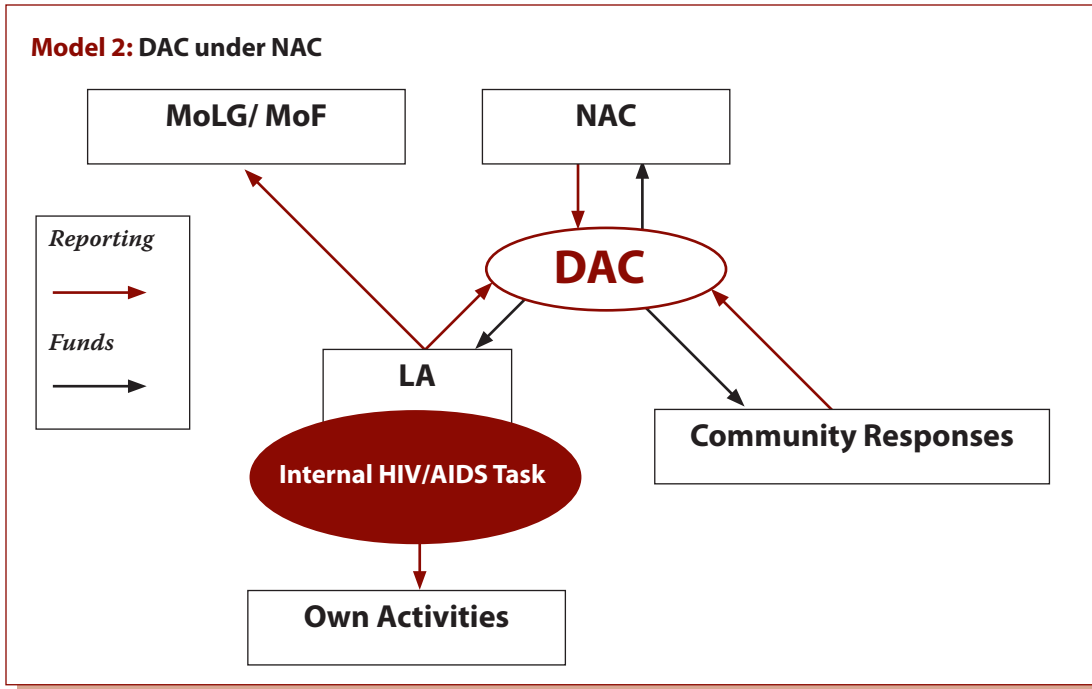 Model 2: DAC under NAC
MoLG/ MoF
NAC
Reporting
Funds
DAC
LA
Internal HIV/AIDS Task
Community Responses
Own Activities